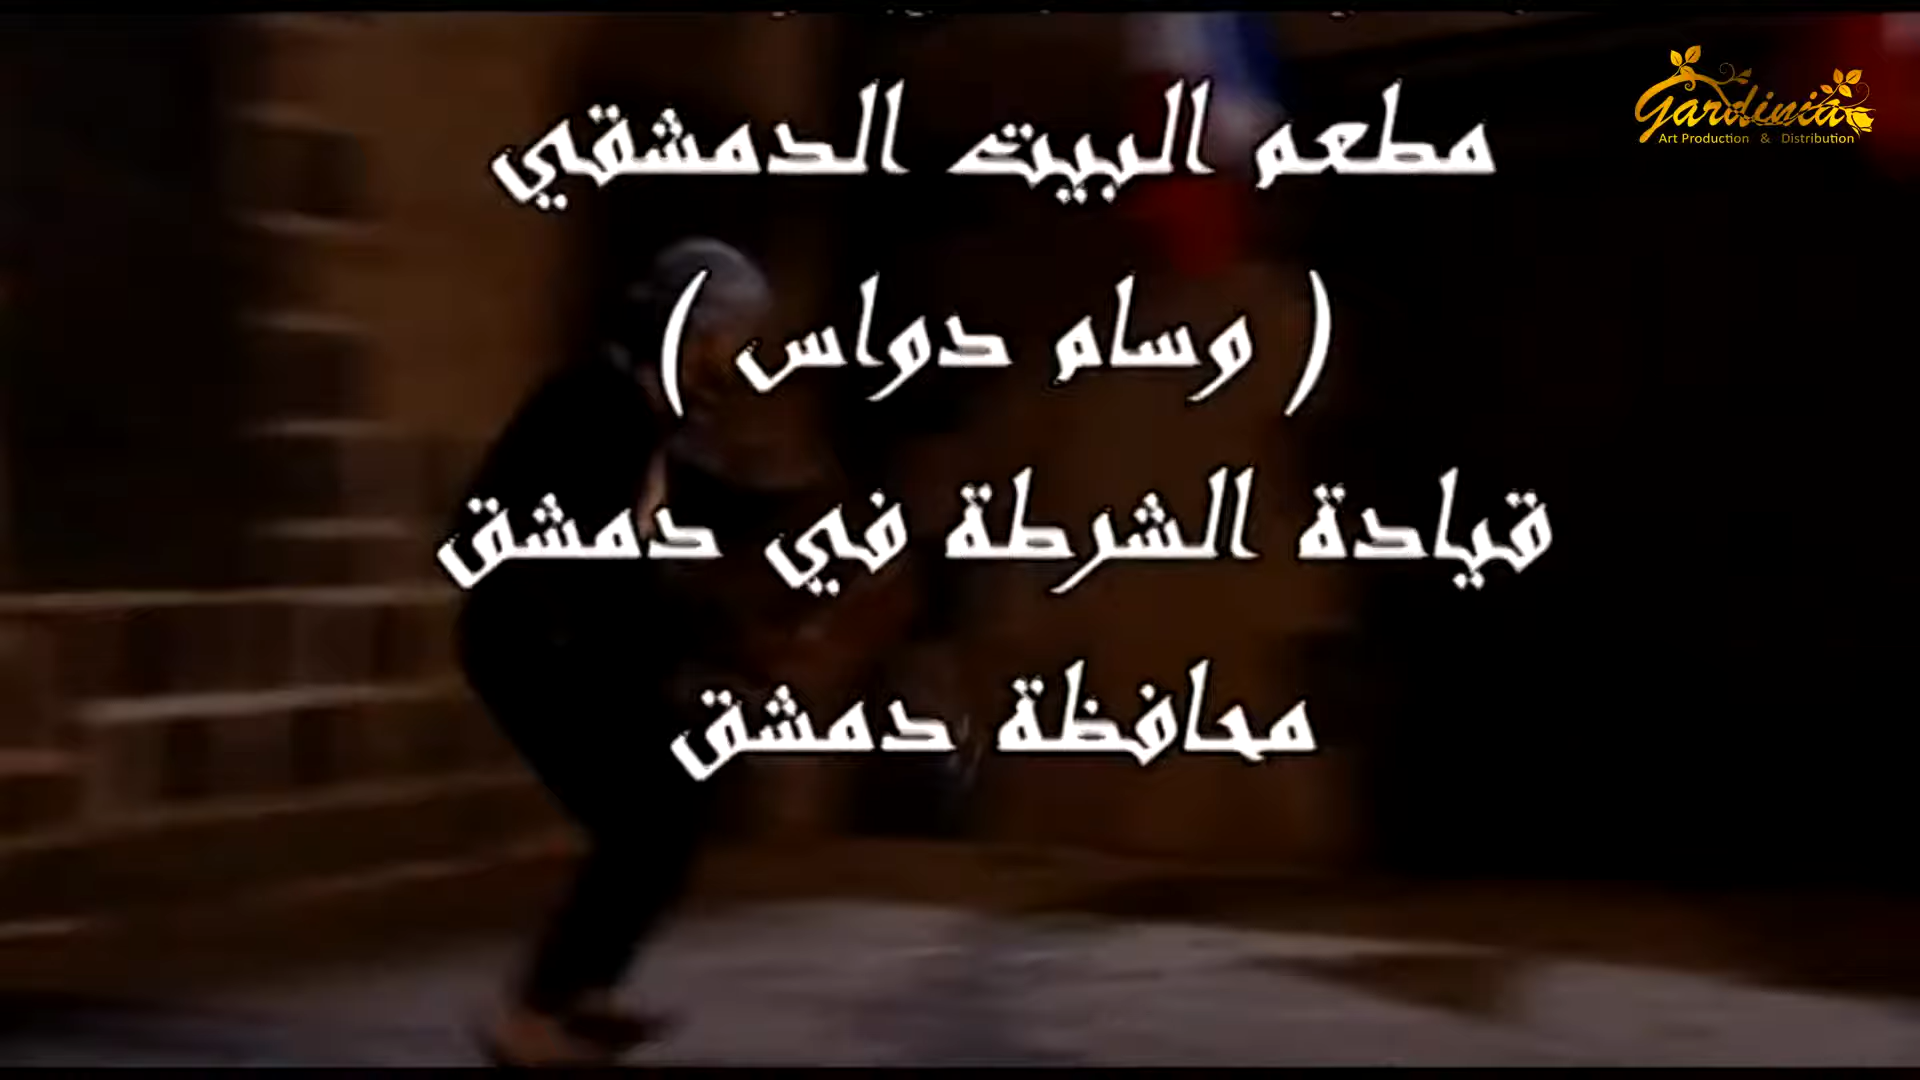 مطعم البيت الدمشقي
( وسام دواس )
قيادة الشرطة في دمشق
محافظة دمشق
Gardinia
Art Production & Distribution